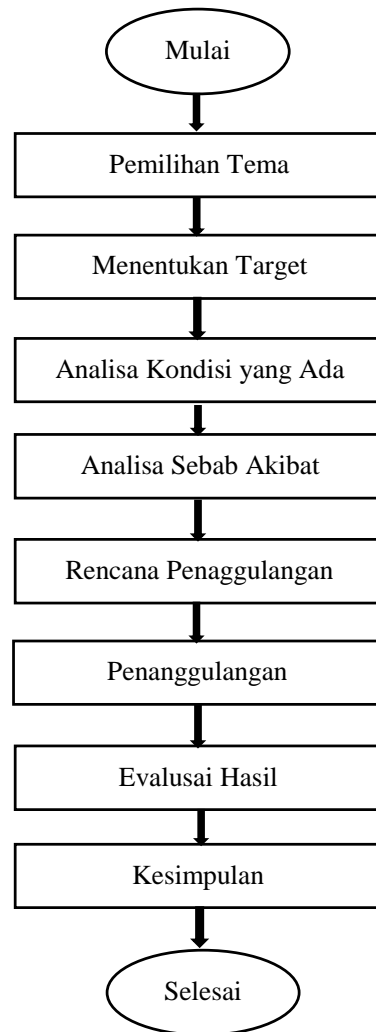 Mulai
Pemilihan Tema
Menentukan Target
Analisa Kondisi yang Ada
Analisa Sebab Akibat
Rencana Penaggulangan
Penanggulangan
Evalusai Hasil
Kesimpulan
Selesai